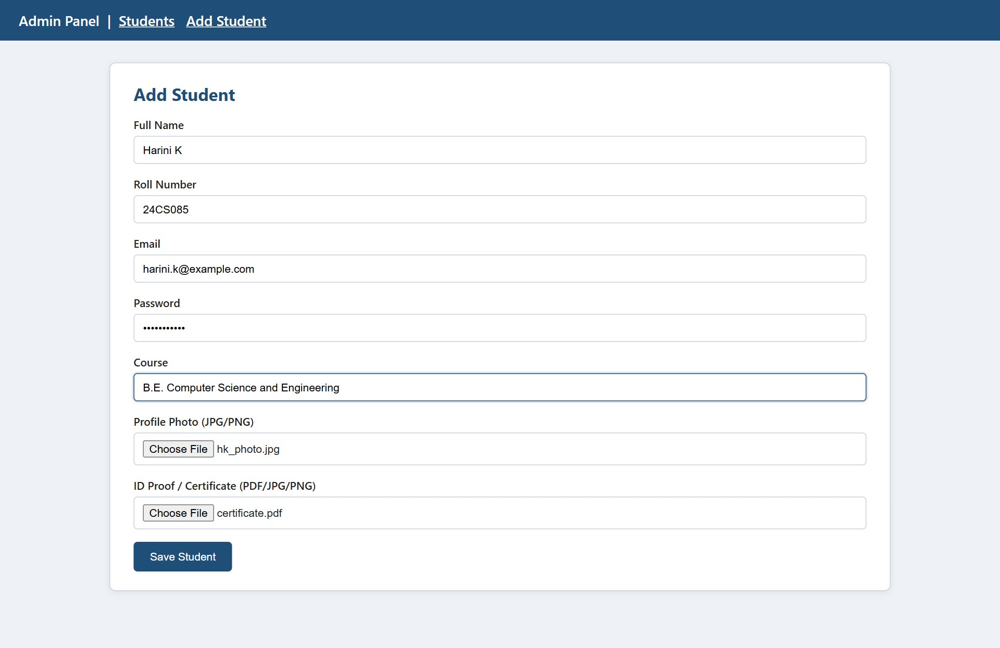 Admin Panel | Students Add Student
Add Student
Full Name
Harini K
Roll Number
24CS085
Email
harini.k@example.com
Password
•••••••••••
Course
B.E. Computer Science and Engineering
Profile Photo (JPG/PNG)
Choose File hk_photo.jpg
ID Proof / Certificate (PDF/JPG/PNG)
Choose File certificate.pdf
Save Student